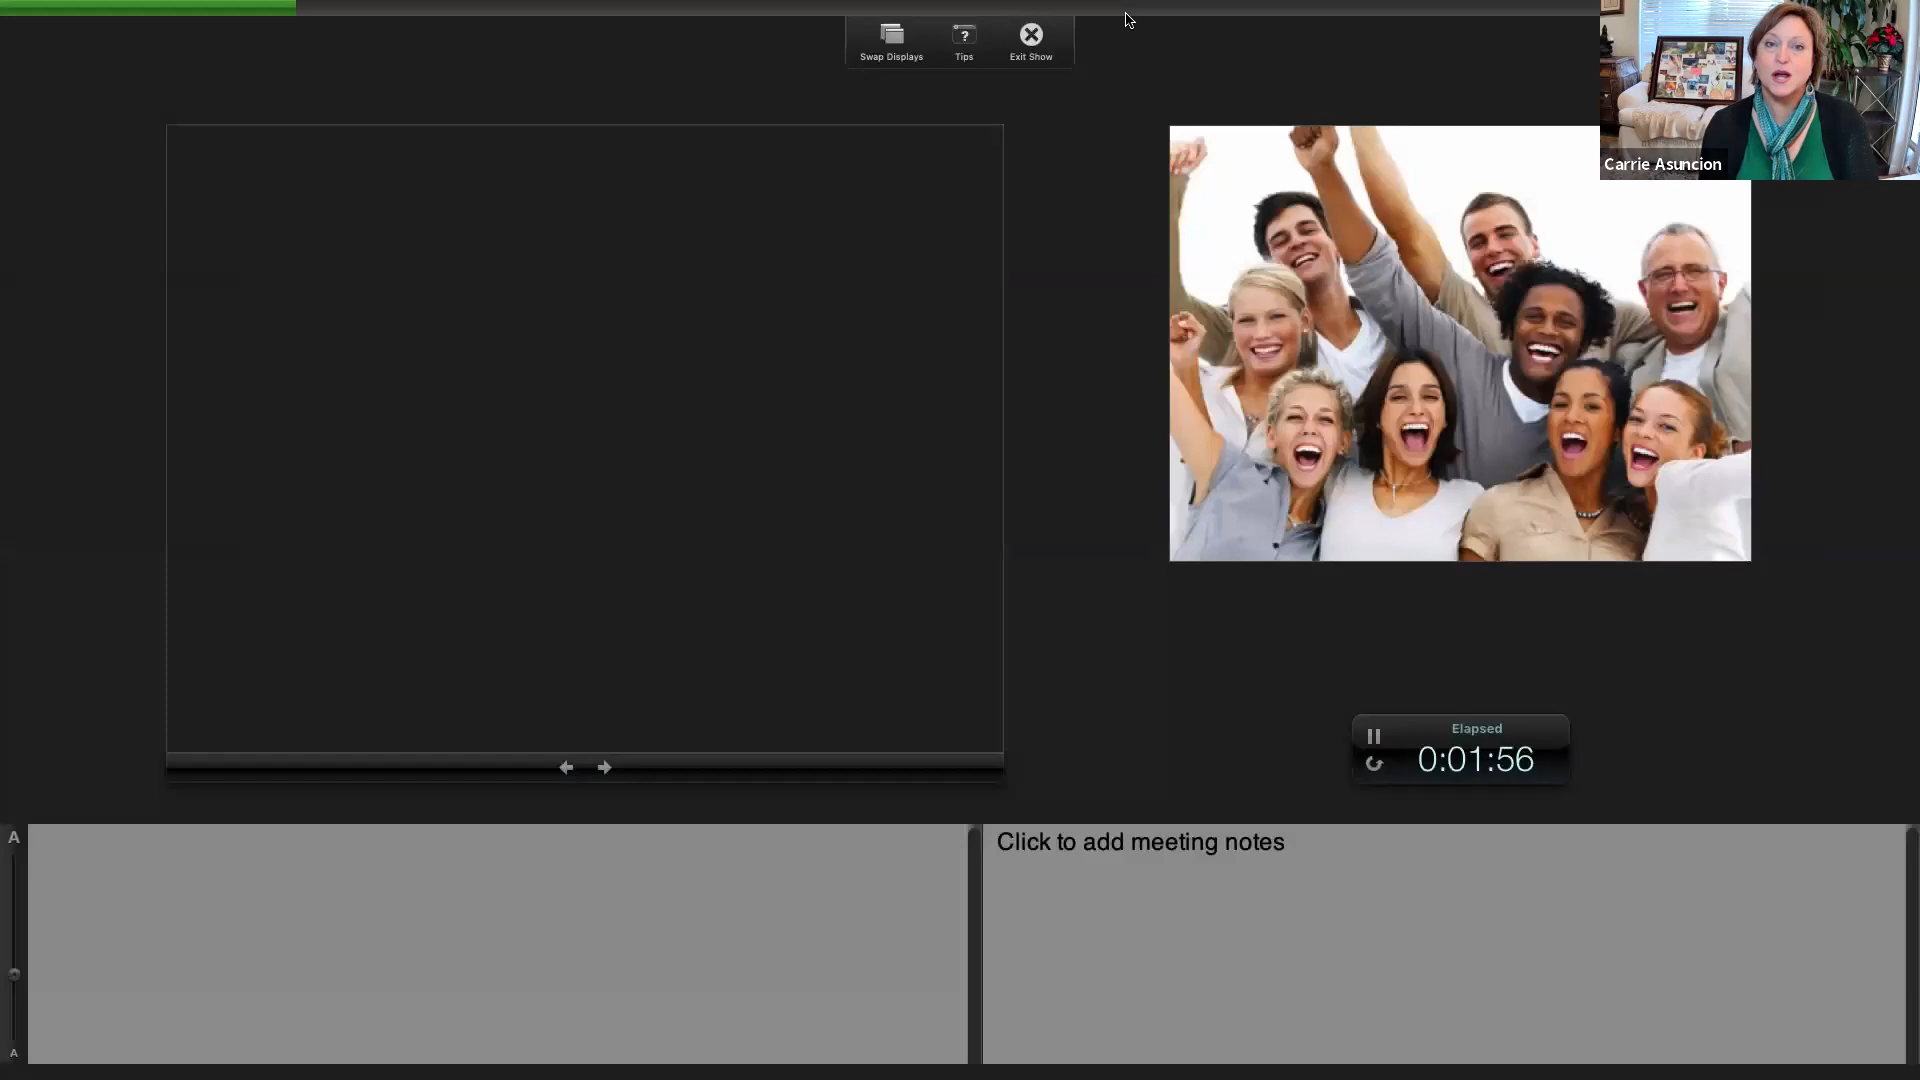 Swap Displays
?
Tips
Exit Show
Carrie Asuncion
Elapsed
0:01:56
A
Click to add meeting notes
A